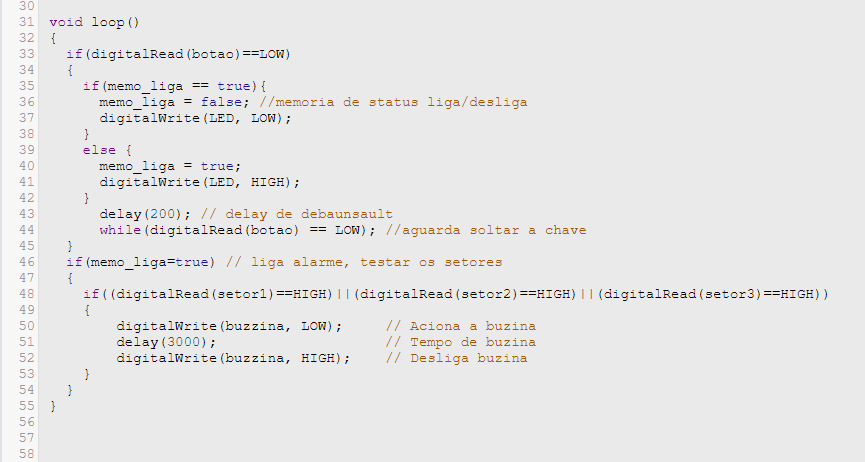 30
31 void loop()
32 {
33 if(digitalRead(botao)==LOW)
34 {
35 if(memo_liga == true){
36 memo_liga = false; //memoria de status liga/desliga
37 digitalWrite(LED, LOW);
38 }
39 else {
40 memo_liga = true;
41 digitalWrite(LED, HIGH);
42 }
43 delay(200); // delay de debaunsault
44 while(digitalRead(botao) == LOW); //aguarda soltar a chave
45 }
46 if(memo_liga=true) // liga alarme, testar os setores
47 {
48 if((digitalRead(setor1)==HIGH)||(digitalRead(setor2)==HIGH)||(digitalRead(setor3)==HIGH))
49 {
50 digitalWrite(buzzina, LOW); // Aciona a buzina
51 delay(3000); // Tempo de buzina
52 digitalWrite(buzzina, HIGH); // Desliga buzina
53 }
54 }
55 }
56
57
58